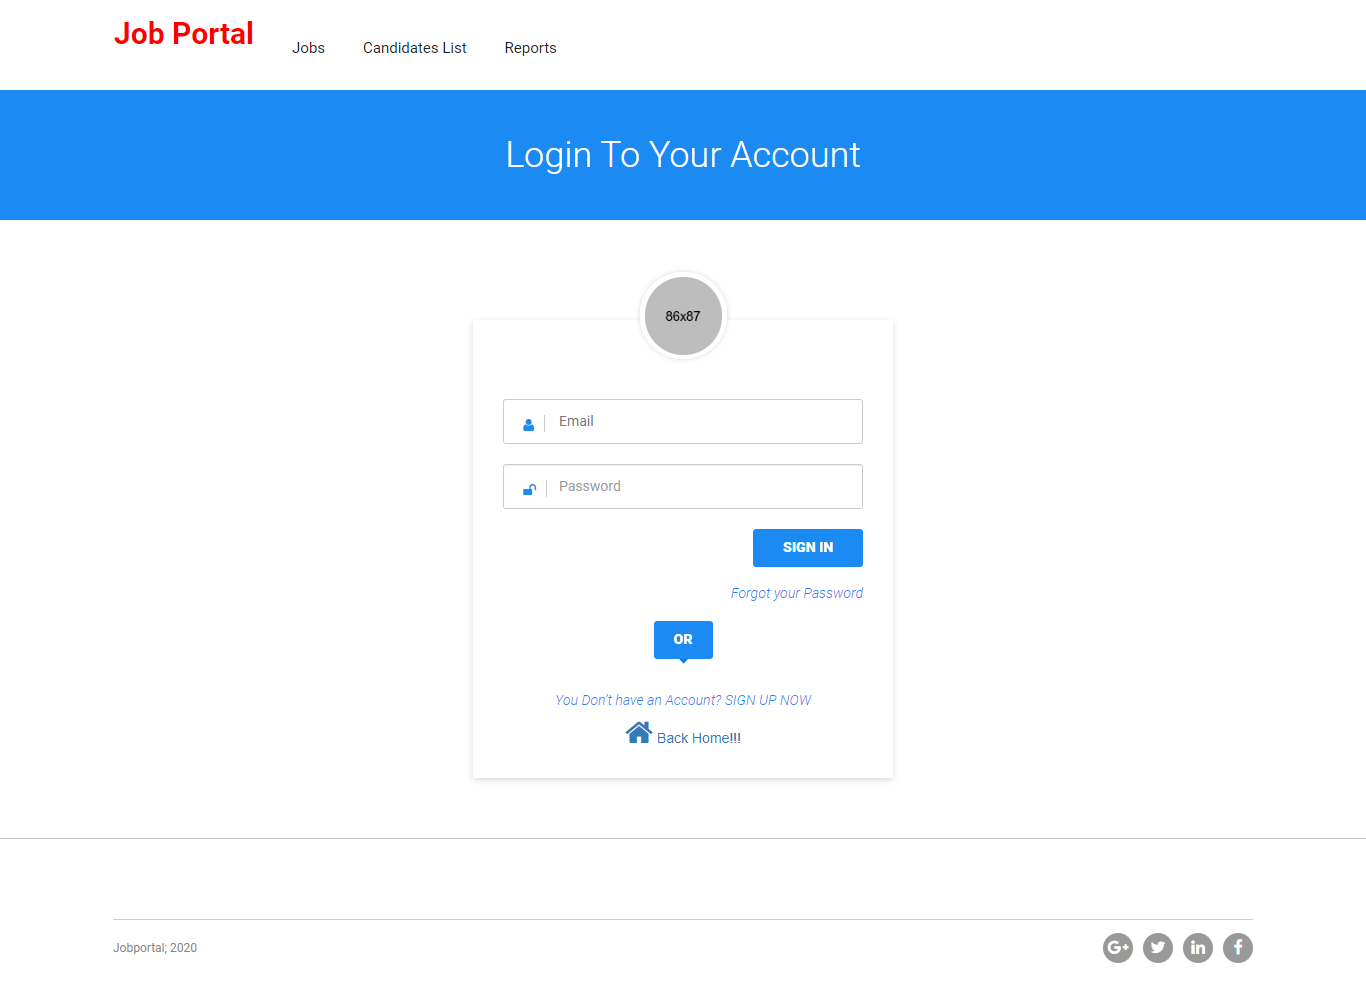 Job Portal
Jobs Candidates List Reports
Login To Your Account
86x87
Email
Password
SIGN IN
Forgot your Password
OR
You Don't have an Account? SIGN UP NOW
Back Home!!!
Jobportal; 2020